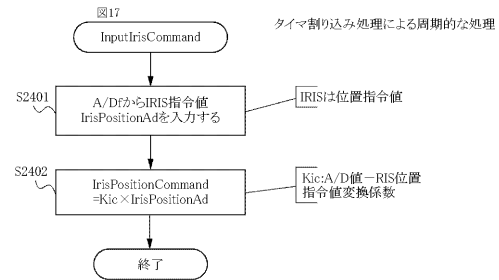 図17
タイマ割り込み処理による周期的な処理
InputIrisCommand
S2401
A/DfからIRIS指令値
IrisPositionAdを入力する
IRISは位置指令値
S2402
IrisPositionCommand
=Kic×IrisPositionAd
Kic:A/D値－RIS位置
指令値変換係数
終了